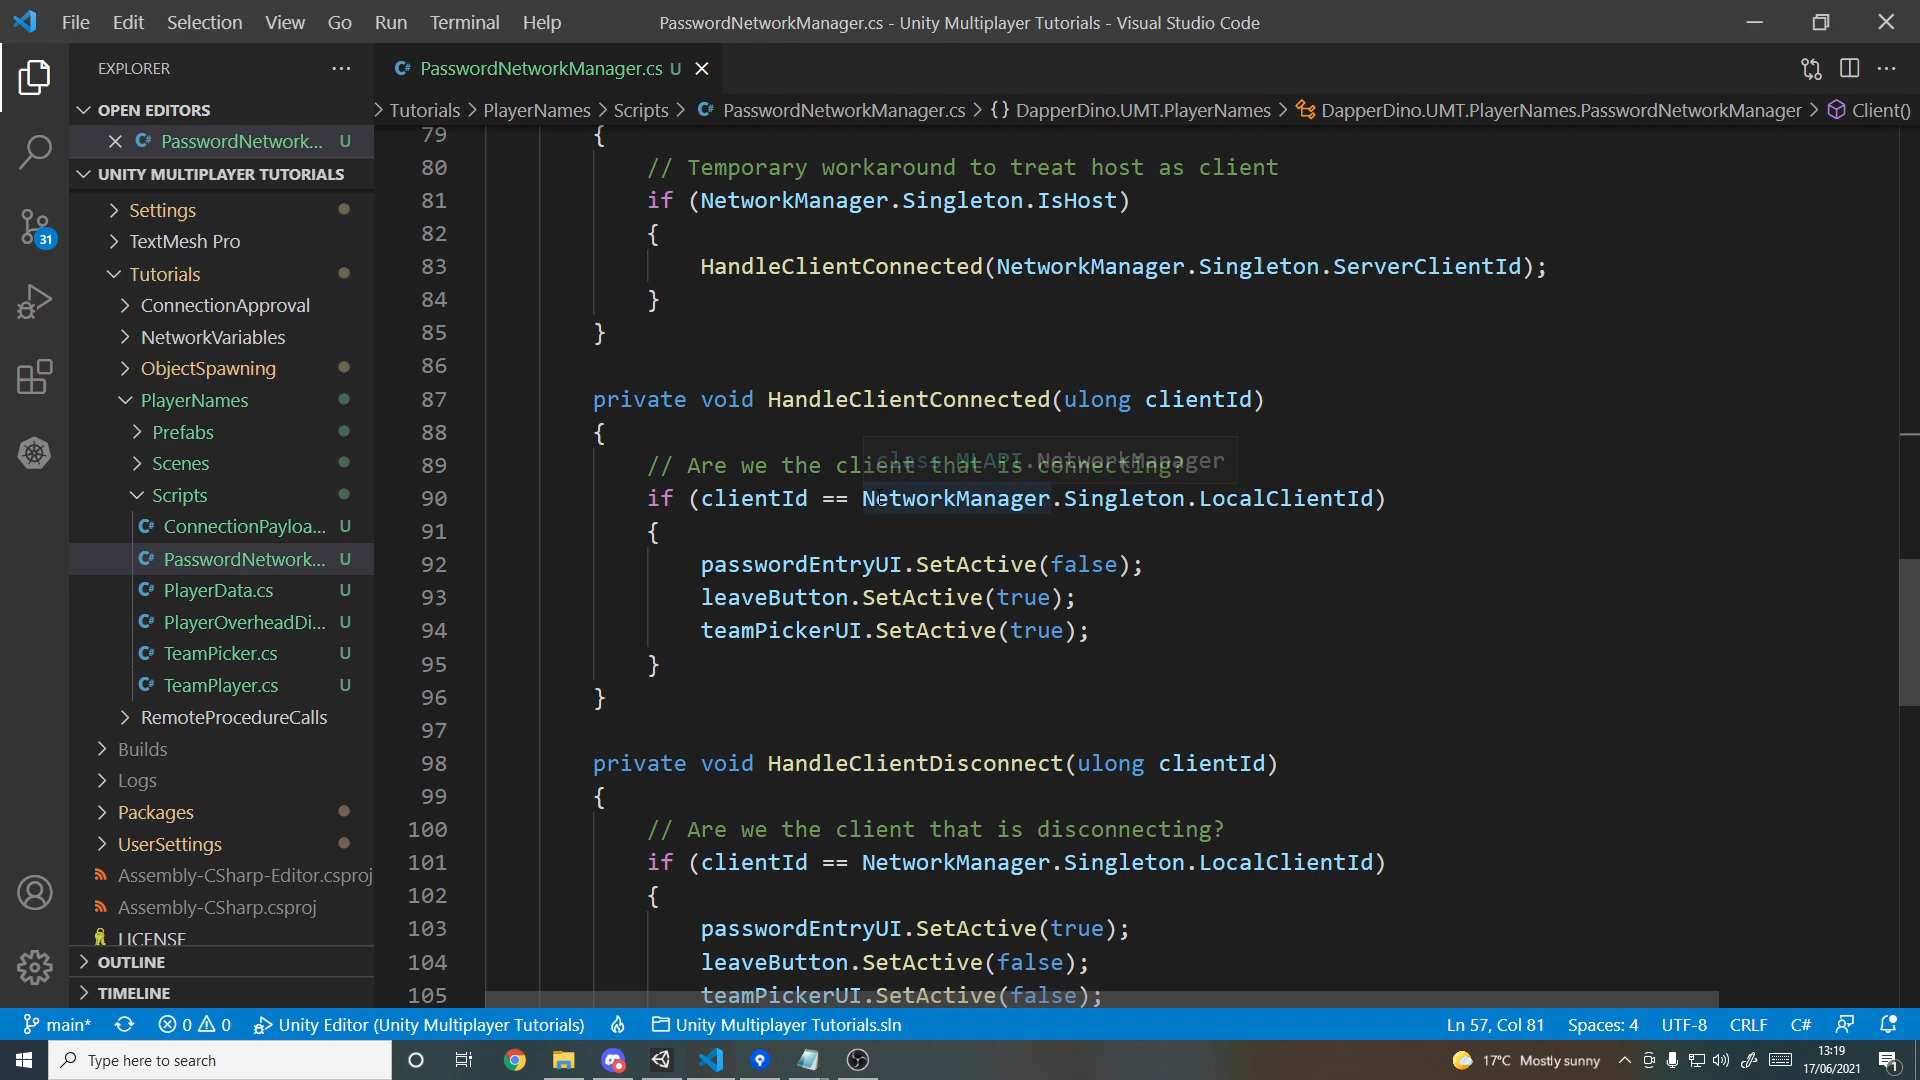 File Edit Selection View Go Run Terminal Help
PasswordNetworkManager.cs - Unity Multiplayer Tutorials - Visual Studio Code
EXPLORER
PasswordNetworkManager.cs U
OPEN EDITORS
PasswordNetwork... U
UNITY MULTIPLAYER TUTORIALS
Settings
TextMesh Pro
Tutorials
ConnectionApproval
NetworkVariables
ObjectSpawning
PlayerNames
Prefabs
Scenes
Scripts
ConnectionPayloa... U
PasswordNetwork... U
PlayerData.cs U
PlayerOverheadDi... U
TeamPicker.cs U
TeamPlayer.cs U
RemoteProcedureCalls
Builds
Logs
Packages
UserSettings
Assembly-CSharp-Editor.csproj
Assembly-CSharp.csproj
LICENSE
OUTLINE
TIMELINE
31
> Tutorials > PlayerNames > Scripts > PasswordNetworkManager.cs > {} DapperDino.UMT.PlayerNames > DapperDino.UMT.PlayerNames.PasswordNetworkManager > Client()
79 {
80 // Temporary workaround to treat host as client
81 if (NetworkManager.Singleton.IsHost)
82 {
83 HandleClientConnected(NetworkManager.Singleton.ServerClientId);
84 }
85 }
86
87 private void HandleClientConnected(ulong clientId)
88 {
class MLAPI.NetworkManager
89 // Are we the client that is connecting?
90 if (clientId == NetworkManager.Singleton.LocalClientId)
91 {
92 passwordEntryUI.SetActive(false);
93 leaveButton.SetActive(true);
94 teamPickerUI.SetActive(true);
95 }
96 }
97
98 private void HandleClientDisconnect(ulong clientId)
99 {
100 // Are we the client that is disconnecting?
101 if (clientId == NetworkManager.Singleton.LocalClientId)
102 {
103 passwordEntryUI.SetActive(true);
104 leaveButton.SetActive(false);
105 teamPickerUI.SetActive(false);
main* 0 0 Unity Editor (Unity Multiplayer Tutorials) Unity Multiplayer Tutorials.sln Ln 57, Col 81 Spaces: 4 UTF-8 CRLF C#
Type here to search
17°C Mostly sunny
13:19
17/06/2021
1